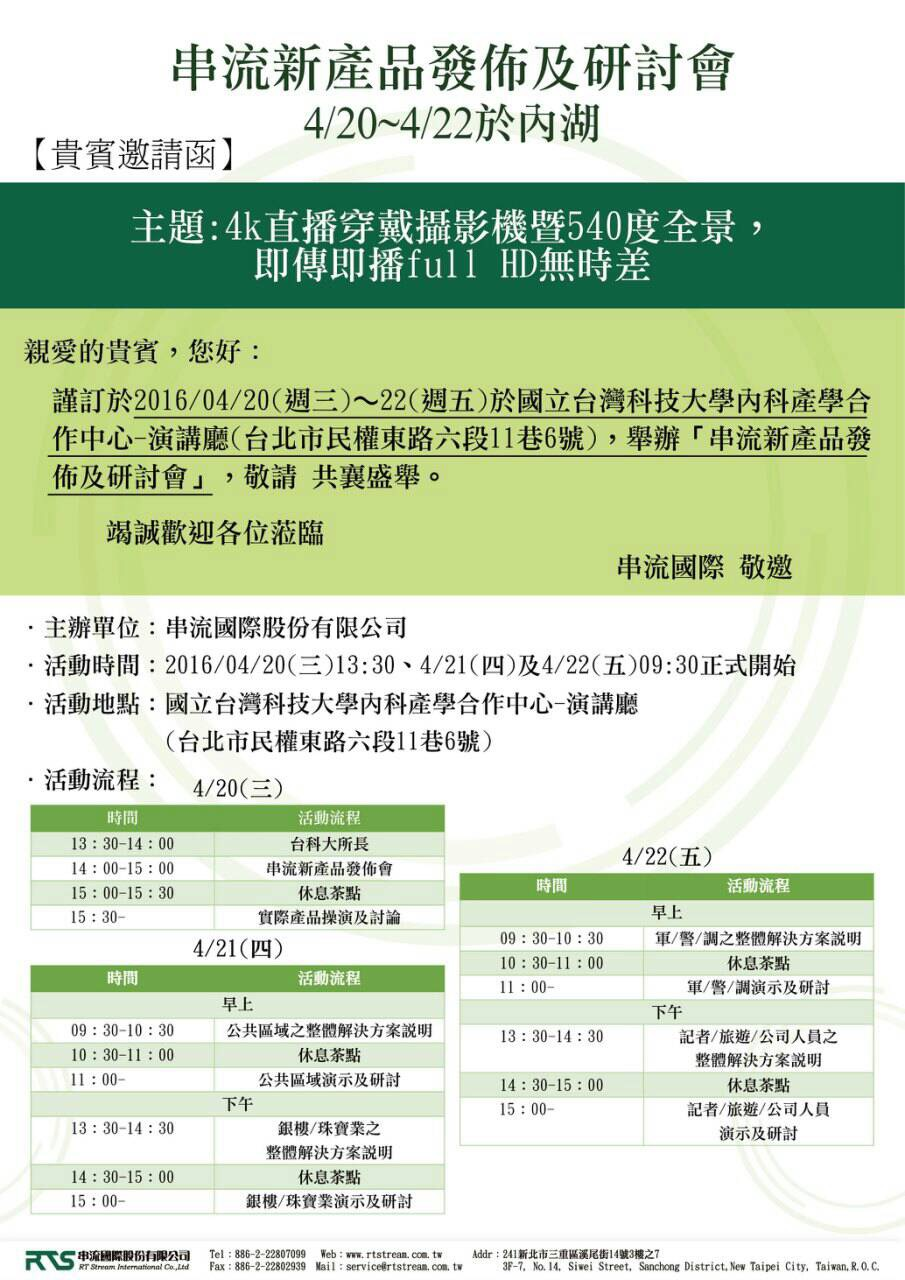 串流新產品發佈及研討會
4/20~4/22於內湖
【貴賓邀請函】
主題:4k直播穿戴攝影機暨540度全景，
即傳即播full HD無時差
親愛的貴賓，您好：
謹訂於2016/04/20(週三)～22(週五)於國立台灣科技大學內科產學合
作中心-演講廳(台北市民權東路六段11巷6號)，舉辦「串流新產品發
佈及研討會」，敬請 共襄盛舉。
竭誠歡迎各位蒞臨
串流國際 敬邀
・主辦單位：串流國際股份有限公司
・活動時間：2016/04/20(三)13:30、4/21(四)及4/22(五)09:30正式開始
・活動地點：國立台灣科技大學內科產學合作中心-演講廳
(台北市民權東路六段11巷6號)
・活動流程：
4/20(三)
時間 活動流程
13：30-14：00 台科大所長
14：00-15：00 串流新產品發佈會
15：00-15：30 休息茶點
15：30- 實際產品操演及討論
4/21(四)
時間 活動流程
早上
09：30-10：30 公共區域之整體解決方案説明
10：30-11：00 休息茶點
11：00- 公共區域演示及研討
下午
13：30-14：30 銀樓/珠寶業之
整體解決方案説明
14：30-15：00 休息茶點
15：00- 銀樓/珠寶業演示及研討
4/22(五)
時間 活動流程
早上
09：30-10：30 軍/警/調之整體解決方案説明
10：30-11：00 休息茶點
11：00- 軍/警/調演示及研討
下午
13：30-14：30 記者/旅遊/公司人員之
整體解決方案説明
14：30-15：00 休息茶點
15：00- 記者/旅遊/公司人員
演示及研討
RTS 串流國際股份有限公司
RT Stream International Co.,Ltd
Tel：886-2-22807099 Web：www.rtstream.com.tw
Fax：886-2-22802939 Mail：service@rtstream.com.tw
Addr：241新北市三重區溪尾街14號3樓之7
3F-7, No.14, Siwei Street, Sanchong District,New Taipei City, Taiwan,R.O.C.